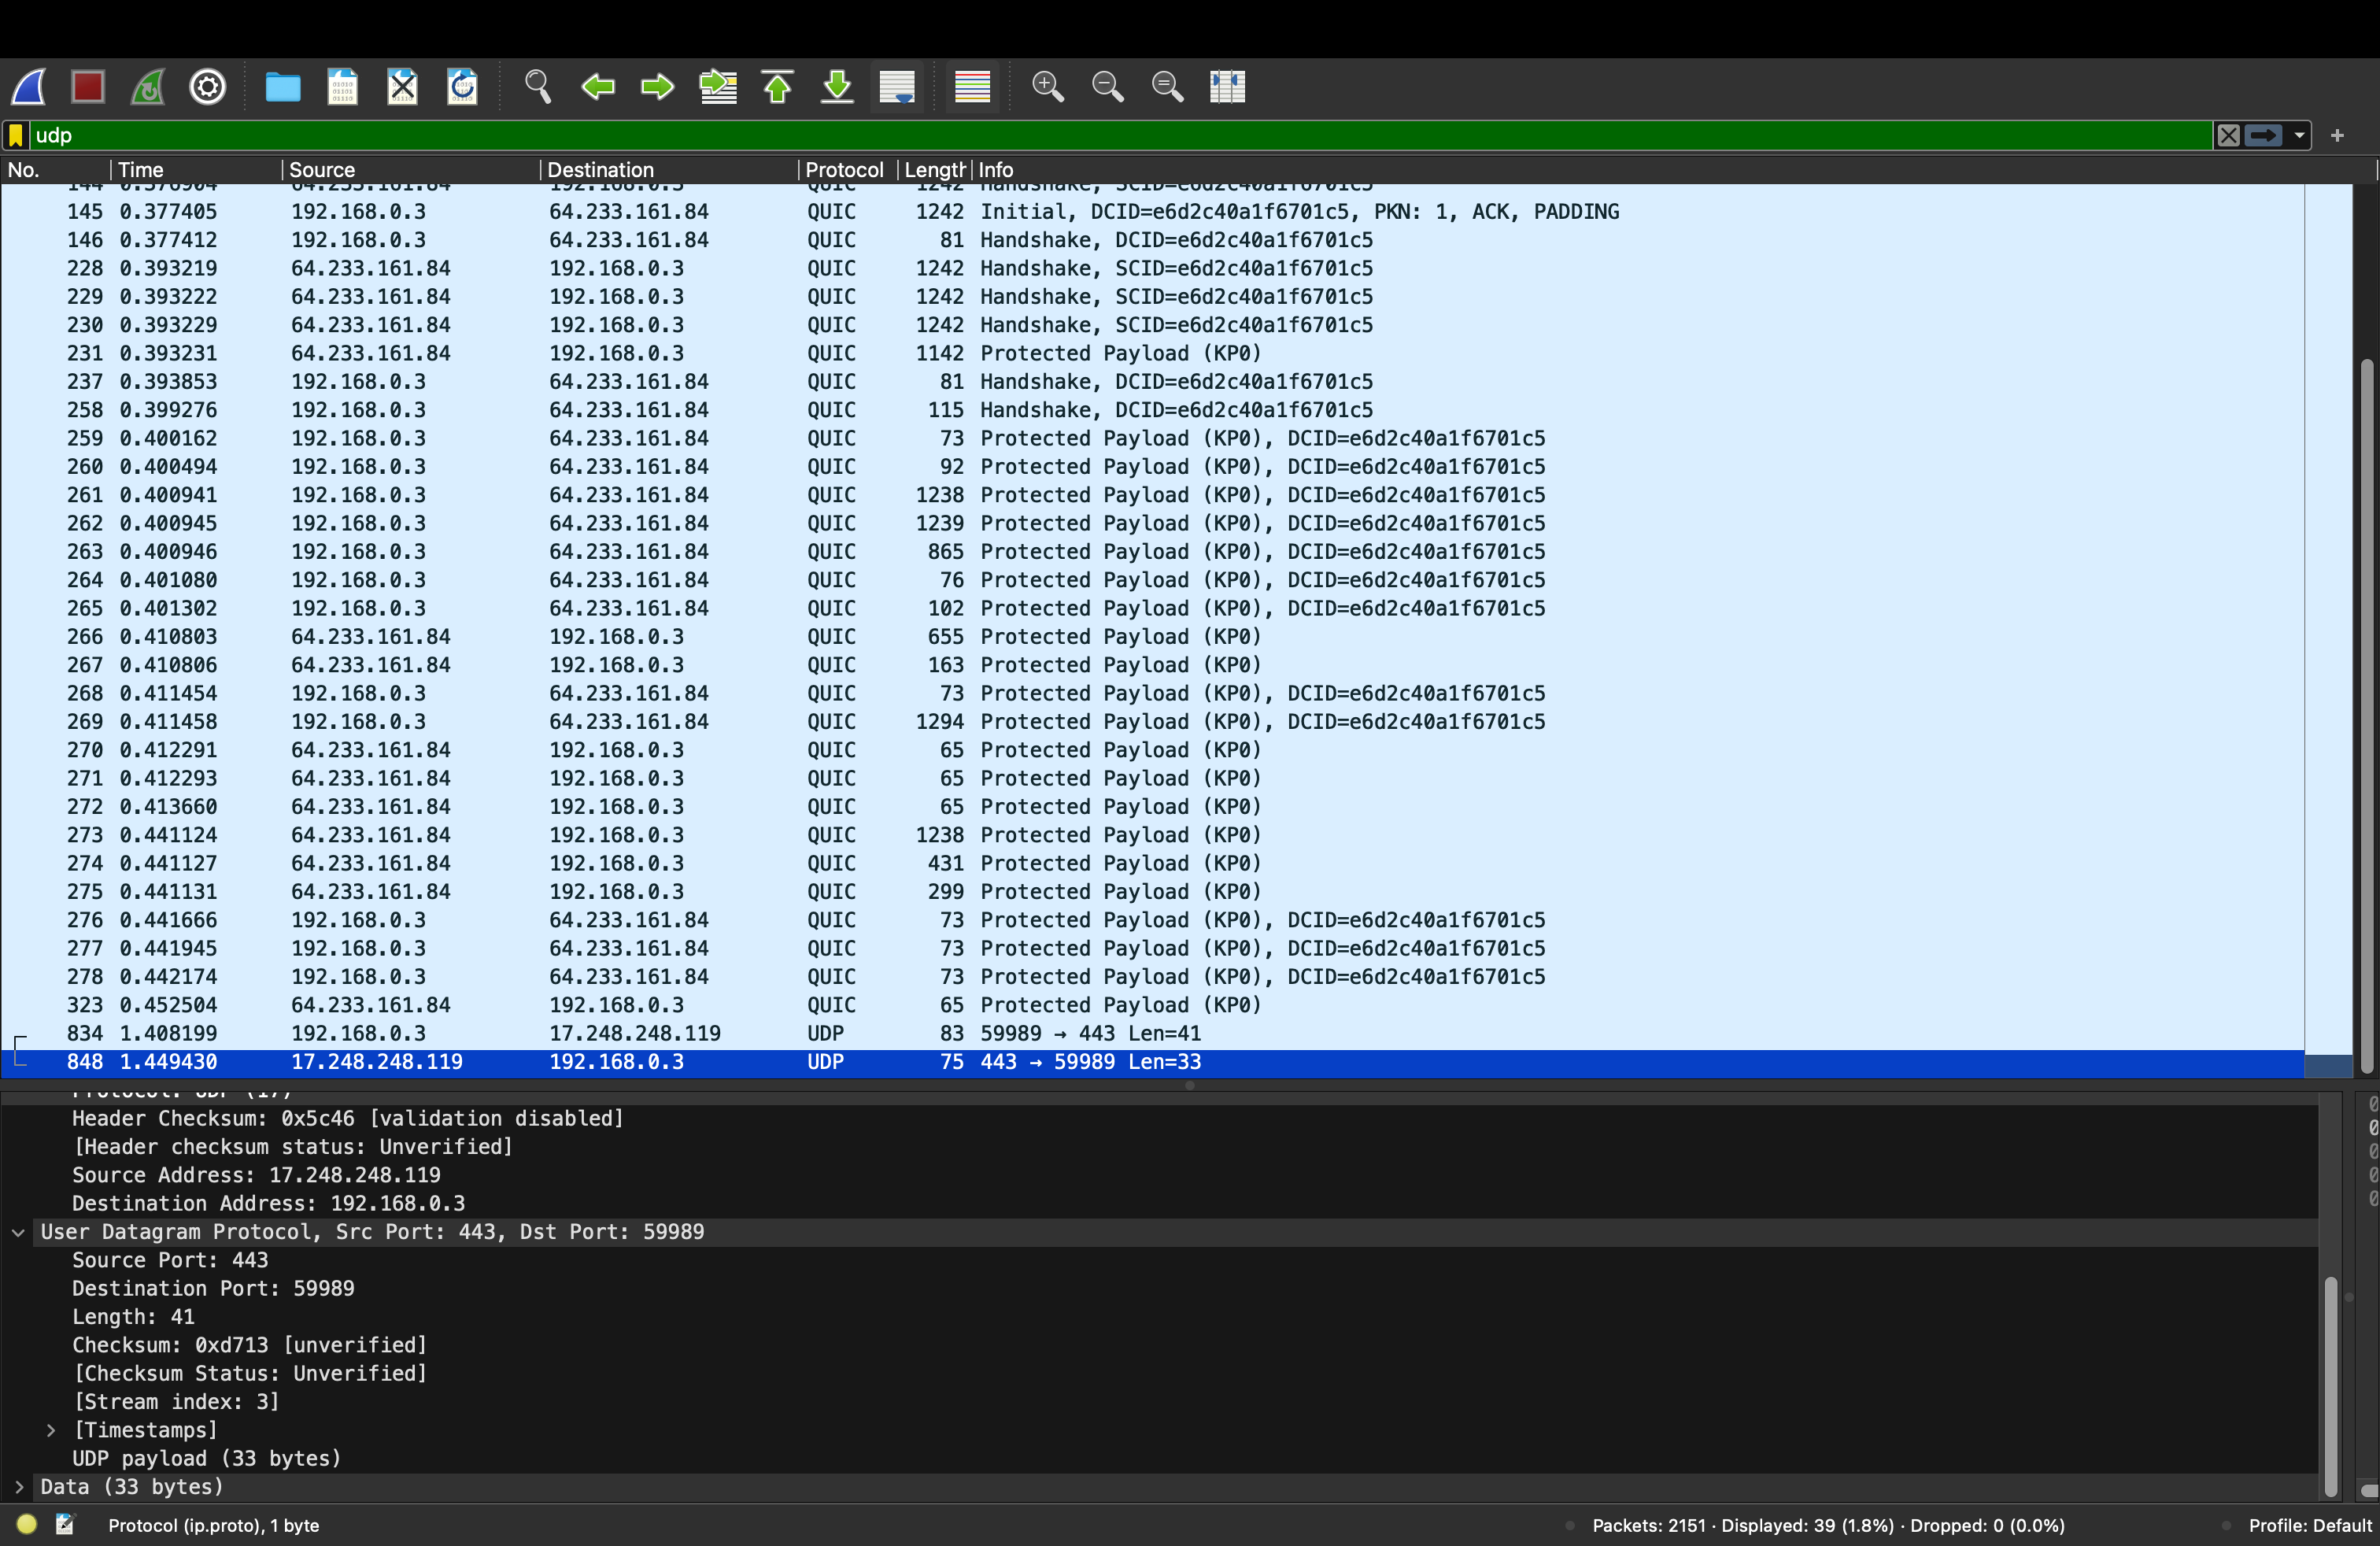 udp
No. Time Source Destination Protocol Length Info
144 0.376904 64.233.161.84 192.168.0.3 QUIC 1242 Handshake, SCID=e6d2c40a1f6701c5
145 0.377405 192.168.0.3 64.233.161.84 QUIC 1242 Initial, DCID=e6d2c40a1f6701c5, PKN: 1, ACK, PADDING
146 0.377412 192.168.0.3 64.233.161.84 QUIC 81 Handshake, DCID=e6d2c40a1f6701c5
228 0.393219 64.233.161.84 192.168.0.3 QUIC 1242 Handshake, SCID=e6d2c40a1f6701c5
229 0.393222 64.233.161.84 192.168.0.3 QUIC 1242 Handshake, SCID=e6d2c40a1f6701c5
230 0.393229 64.233.161.84 192.168.0.3 QUIC 1242 Handshake, SCID=e6d2c40a1f6701c5
231 0.393231 64.233.161.84 192.168.0.3 QUIC 1142 Protected Payload (KP0)
237 0.393853 192.168.0.3 64.233.161.84 QUIC 81 Handshake, DCID=e6d2c40a1f6701c5
258 0.399276 192.168.0.3 64.233.161.84 QUIC 115 Handshake, DCID=e6d2c40a1f6701c5
259 0.400162 192.168.0.3 64.233.161.84 QUIC 73 Protected Payload (KP0), DCID=e6d2c40a1f6701c5
260 0.400494 192.168.0.3 64.233.161.84 QUIC 92 Protected Payload (KP0), DCID=e6d2c40a1f6701c5
261 0.400941 192.168.0.3 64.233.161.84 QUIC 1238 Protected Payload (KP0), DCID=e6d2c40a1f6701c5
262 0.400945 192.168.0.3 64.233.161.84 QUIC 1239 Protected Payload (KP0), DCID=e6d2c40a1f6701c5
263 0.400946 192.168.0.3 64.233.161.84 QUIC 865 Protected Payload (KP0), DCID=e6d2c40a1f6701c5
264 0.401080 192.168.0.3 64.233.161.84 QUIC 76 Protected Payload (KP0), DCID=e6d2c40a1f6701c5
265 0.401302 192.168.0.3 64.233.161.84 QUIC 102 Protected Payload (KP0), DCID=e6d2c40a1f6701c5
266 0.410803 64.233.161.84 192.168.0.3 QUIC 655 Protected Payload (KP0)
267 0.410806 64.233.161.84 192.168.0.3 QUIC 163 Protected Payload (KP0)
268 0.411454 192.168.0.3 64.233.161.84 QUIC 73 Protected Payload (KP0), DCID=e6d2c40a1f6701c5
269 0.411458 192.168.0.3 64.233.161.84 QUIC 1294 Protected Payload (KP0), DCID=e6d2c40a1f6701c5
270 0.412291 64.233.161.84 192.168.0.3 QUIC 65 Protected Payload (KP0)
271 0.412293 64.233.161.84 192.168.0.3 QUIC 65 Protected Payload (KP0)
272 0.413660 64.233.161.84 192.168.0.3 QUIC 65 Protected Payload (KP0)
273 0.441124 64.233.161.84 192.168.0.3 QUIC 1238 Protected Payload (KP0)
274 0.441127 64.233.161.84 192.168.0.3 QUIC 431 Protected Payload (KP0)
275 0.441131 64.233.161.84 192.168.0.3 QUIC 299 Protected Payload (KP0)
276 0.441666 192.168.0.3 64.233.161.84 QUIC 73 Protected Payload (KP0), DCID=e6d2c40a1f6701c5
277 0.441945 192.168.0.3 64.233.161.84 QUIC 73 Protected Payload (KP0), DCID=e6d2c40a1f6701c5
278 0.442174 192.168.0.3 64.233.161.84 QUIC 73 Protected Payload (KP0), DCID=e6d2c40a1f6701c5
323 0.452504 64.233.161.84 192.168.0.3 QUIC 65 Protected Payload (KP0)
834 1.408199 192.168.0.3 17.248.248.119 UDP 83 59989 → 443 Len=41
848 1.449430 17.248.248.119 192.168.0.3 UDP 75 443 → 59989 Len=33
Protocol: UDP (17)
Header Checksum: 0x5c46 [validation disabled]
[Header checksum status: Unverified]
Source Address: 17.248.248.119
Destination Address: 192.168.0.3
User Datagram Protocol, Src Port: 443, Dst Port: 59989
Source Port: 443
Destination Port: 59989
Length: 41
Checksum: 0xd713 [unverified]
[Checksum Status: Unverified]
[Stream index: 3]
[Timestamps]
UDP payload (33 bytes)
Data (33 bytes)
Protocol (ip.proto), 1 byte
Packets: 2151 · Displayed: 39 (1.8%) · Dropped: 0 (0.0%)
Profile: Default